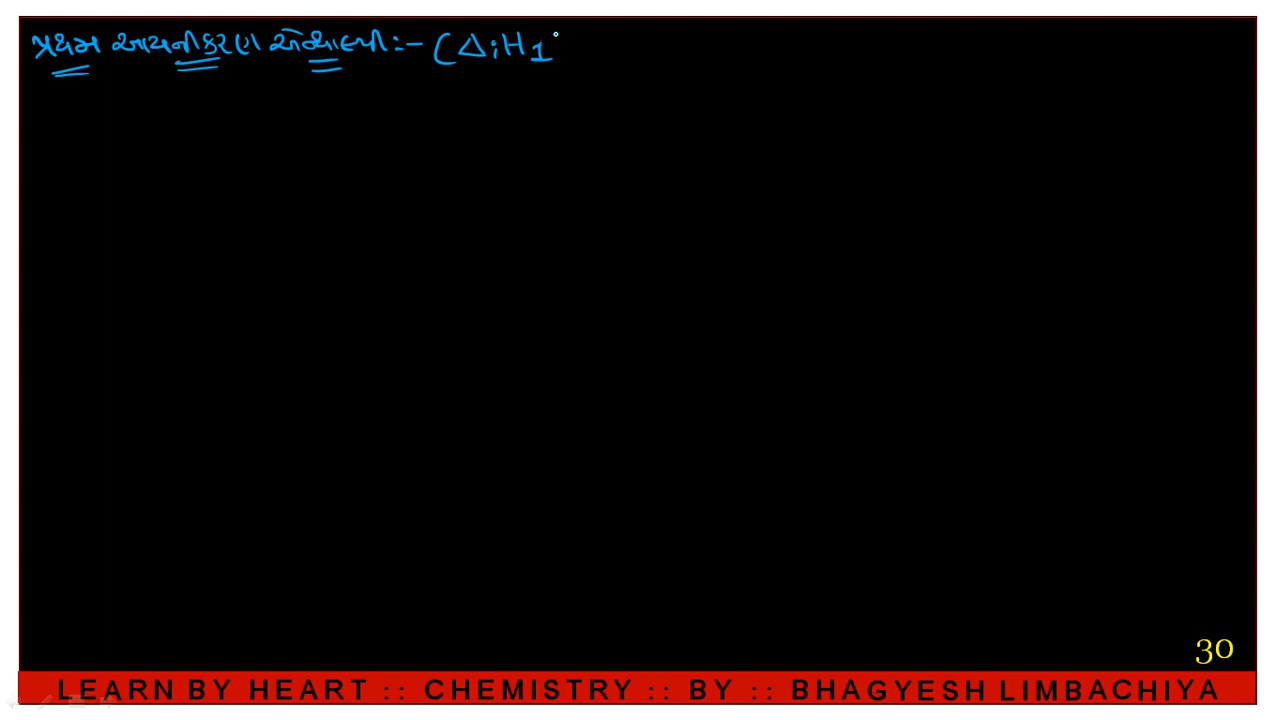 પ્રથમ આયનીકરણ એન્થાલ્પી :- (ΔiH1°
30
LEARN BY HEART :: CHEMISTRY :: BY :: BHAGYESH LIMBACHIYA